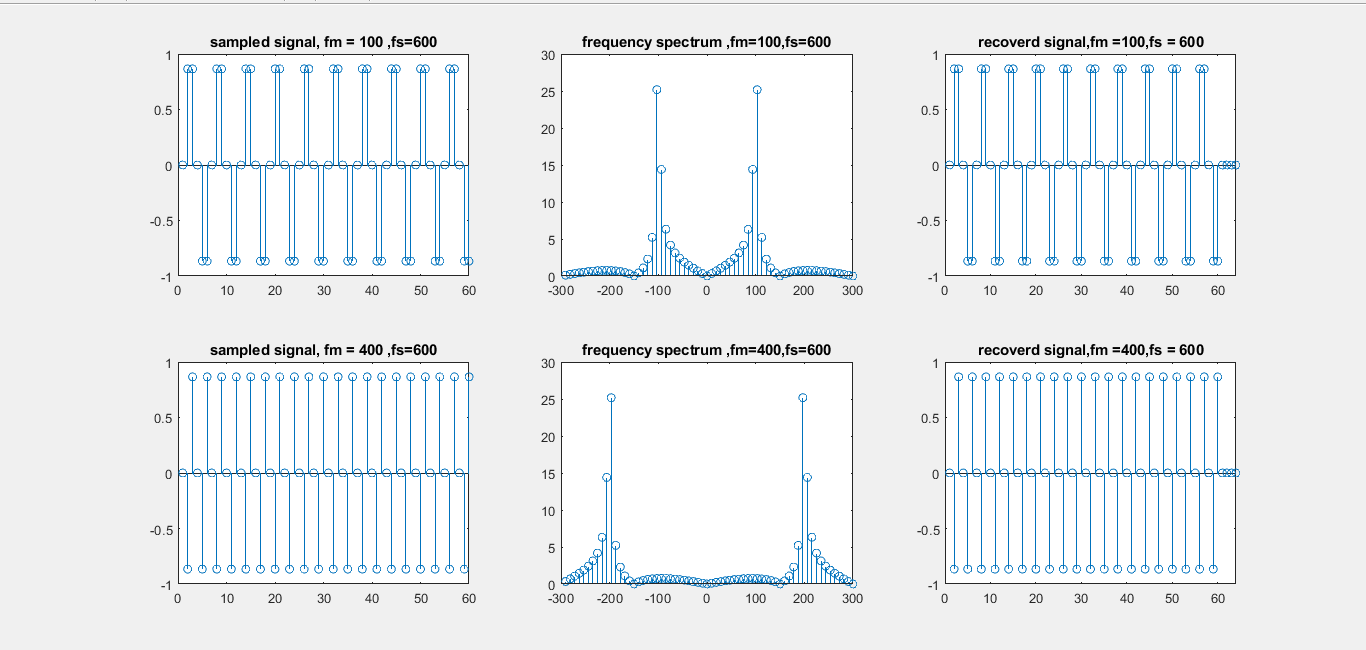 sampled signal, fm = 100 ,fs=600
frequency spectrum ,fm=100,fs=600
recoverd signal,fm =100,fs = 600
1
0.5
0
-0.5
-1
0 10 20 30 40 50 60
30
25
20
15
10
5
0
-300 -200 -100 0 100 200 300
1
0.5
0
-0.5
-1
0 10 20 30 40 50 60
sampled signal, fm = 400 ,fs=600
frequency spectrum ,fm=400,fs=600
recoverd signal,fm =400,fs = 600
1
0.5
0
-0.5
-1
0 10 20 30 40 50 60
30
25
20
15
10
5
0
-300 -200 -100 0 100 200 300
1
0.5
0
-0.5
-1
0 10 20 30 40 50 60